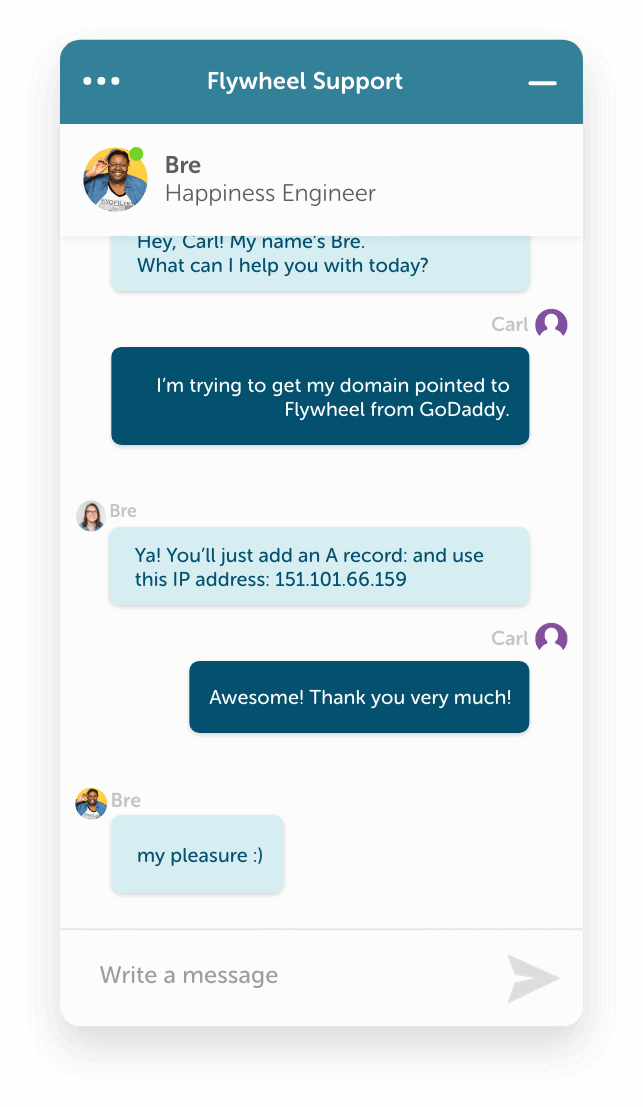 Flywheel Support
Bre
Happiness Engineer
Hey, Carl! My name's Bre.
What can I help you with today?
Carl
I'm trying to get my domain pointed to
Flywheel from GoDaddy.
Bre
Ya! You'll just add an A record: and use
this IP address: 151.101.66.159
Carl
Awesome! Thank you very much!
Bre
my pleasure :)
Write a message